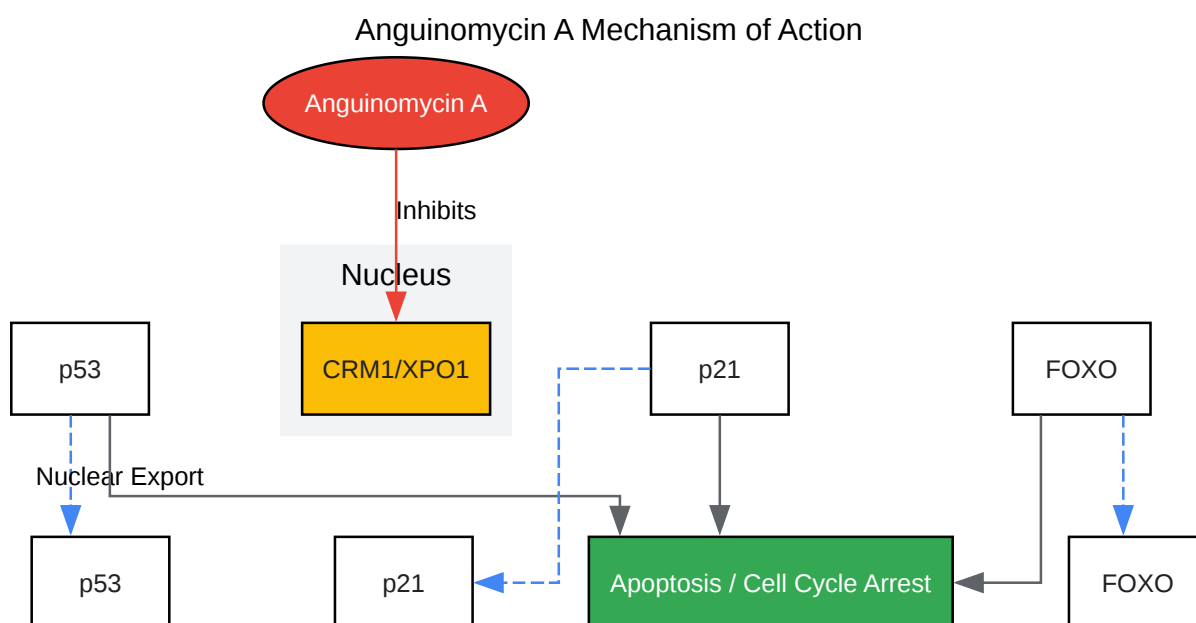 Anguinomycin A Mechanism of Action
Anguinomycin A
Inhibits
Nucleus
p53
CRM1/XPO1
p21
FOXO
Nuclear Export
p53
p21
Apoptosis / Cell Cycle Arrest
FOXO